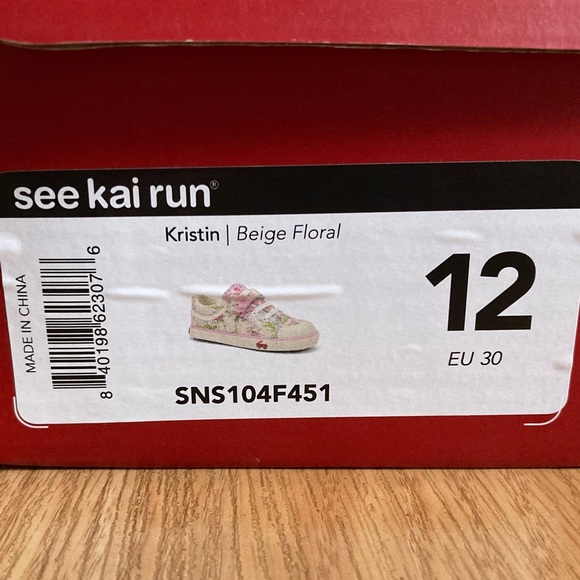 see kai run®
Kristin | Beige Floral
MADE IN CHINA
8 40198 62307 6
12
EU 30
SNS104F451